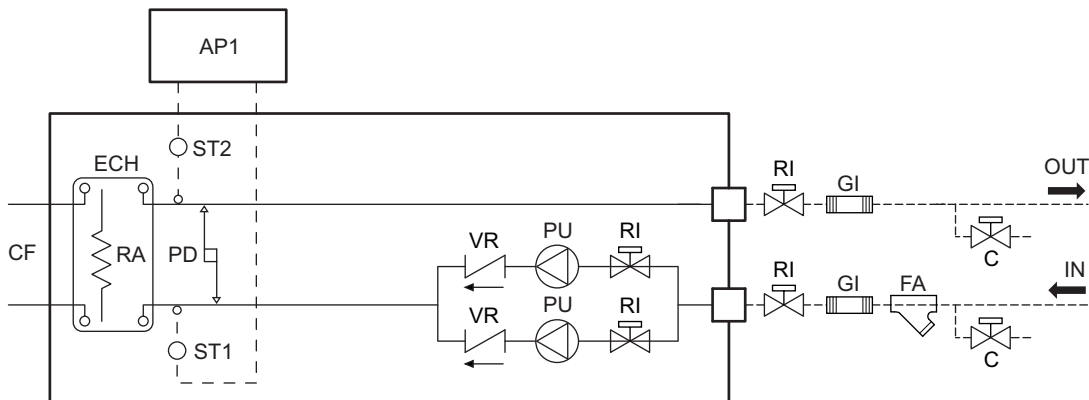 AP1
ST2
ECH
RI
GI
OUT
CF
RA
PD
VR
PU
RI
C
RI
GI
FA
IN
VR
PU
RI
ST1
C